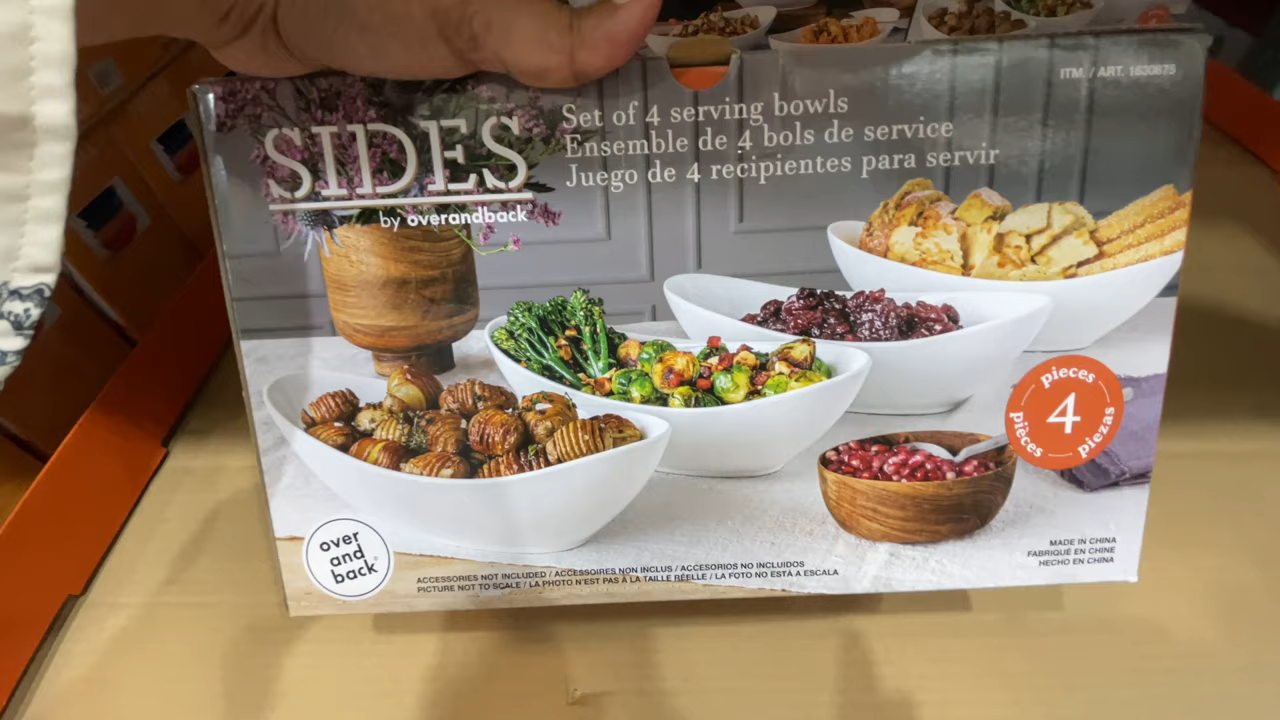 ITM. / ART. 1630675
SIDES
by overandback
Set of 4 serving bowls
Ensemble de 4 bols de service
Juego de 4 recipientes para servir
pieces
4
pièces
piezas
over
and
back®
ACCESSORIES NOT INCLUDED / ACCESSOIRES NON INCLUS / ACCESORIOS NO INCLUIDOS
PICTURE NOT TO SCALE / LA PHOTO N'EST PAS À LA TAILLE RÉELLE / LA FOTO NO ESTÁ A ESCALA
MADE IN CHINA
FABRIQUÉ EN CHINE
HECHO EN CHINA